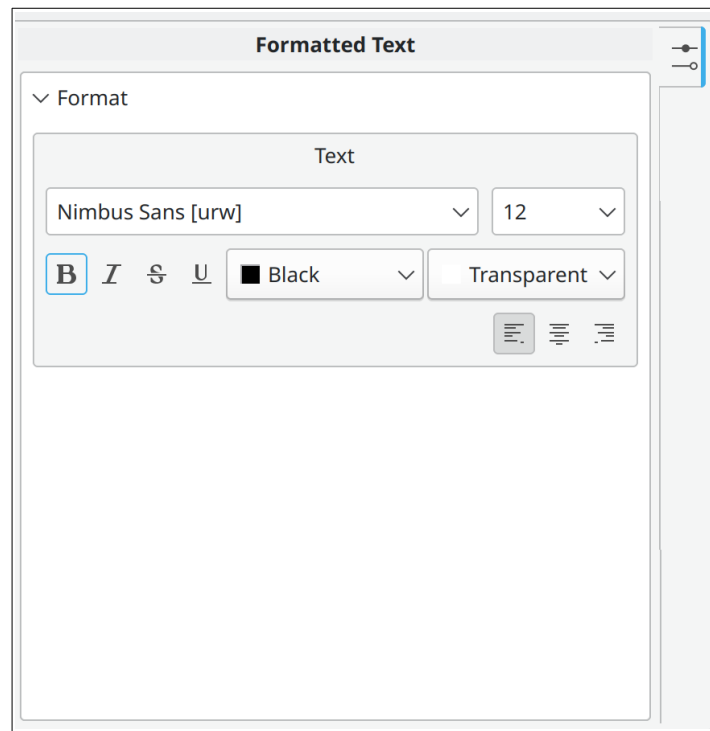 Formatted Text
Format
Text
Nimbus Sans [urw] 12
B I S U Black Transparent